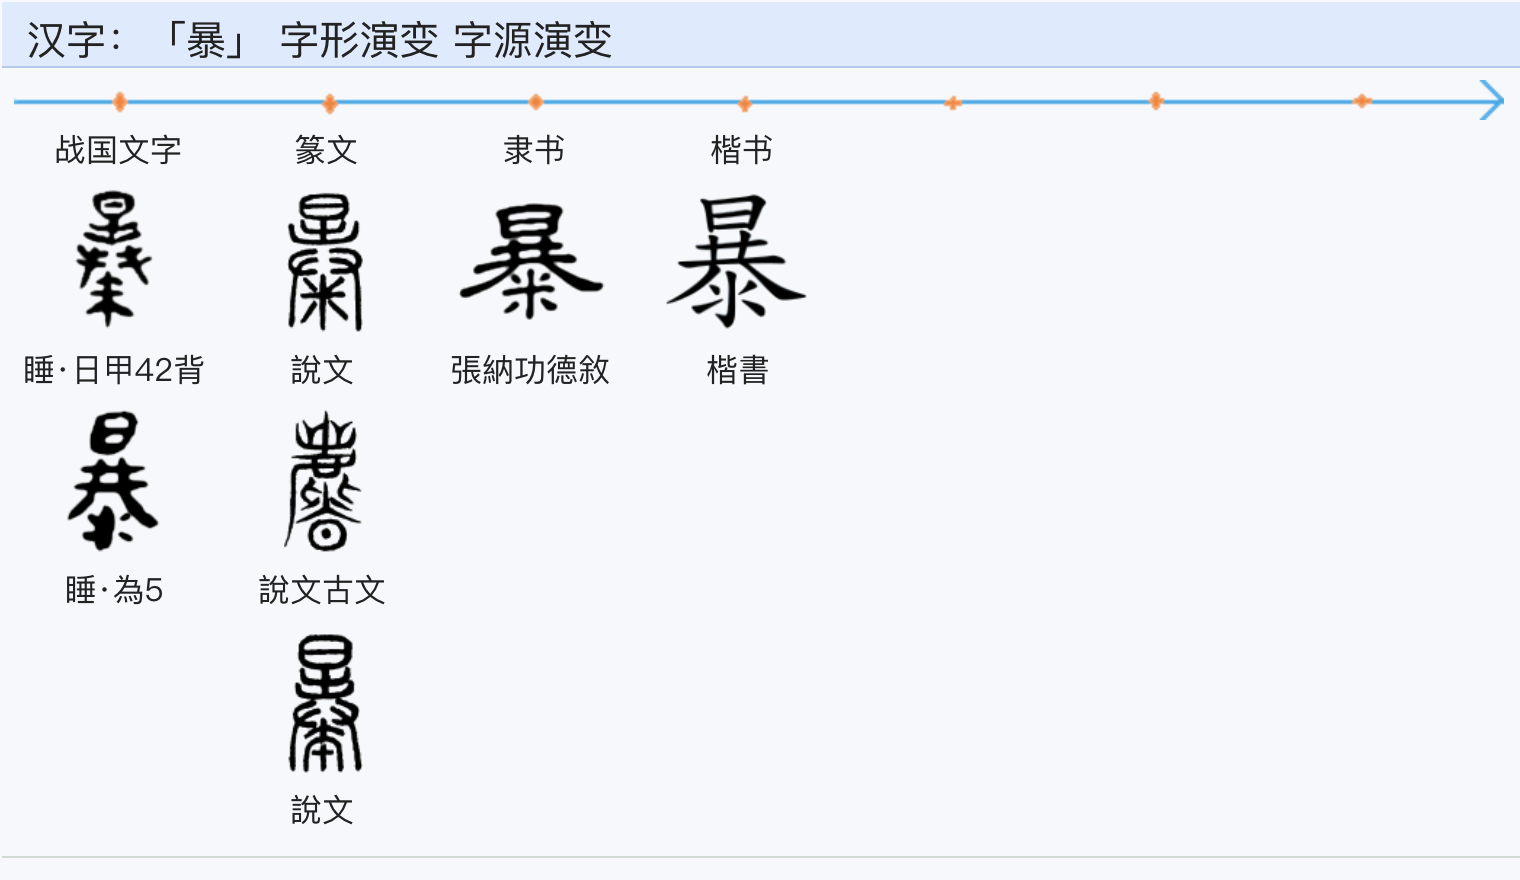 汉字：「暴」 字形演变 字源演变
战国文字 篆文 隶书 楷书
暴
睡·日甲42背 說文 張納功德敘 楷書
睡·為5 說文古文
說文